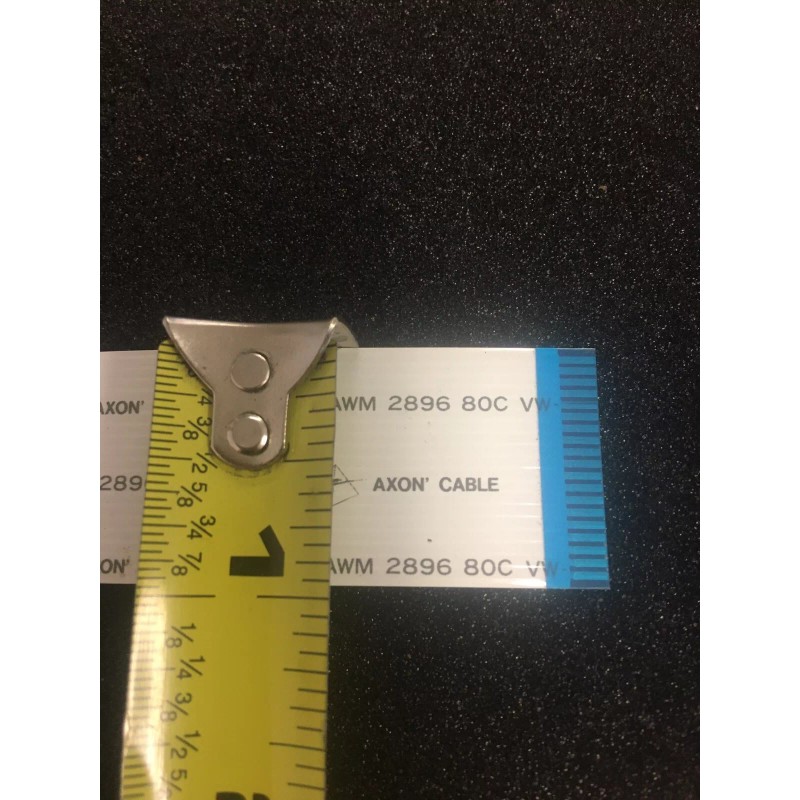 AXON'
AWM 2896 80C VW-
289
AXON' CABLE
ON'
AWM 2896 80C VW-
4
3/8
1/2
5/8
3/4
7/8
1
1/8
1/4
3/8
1/2